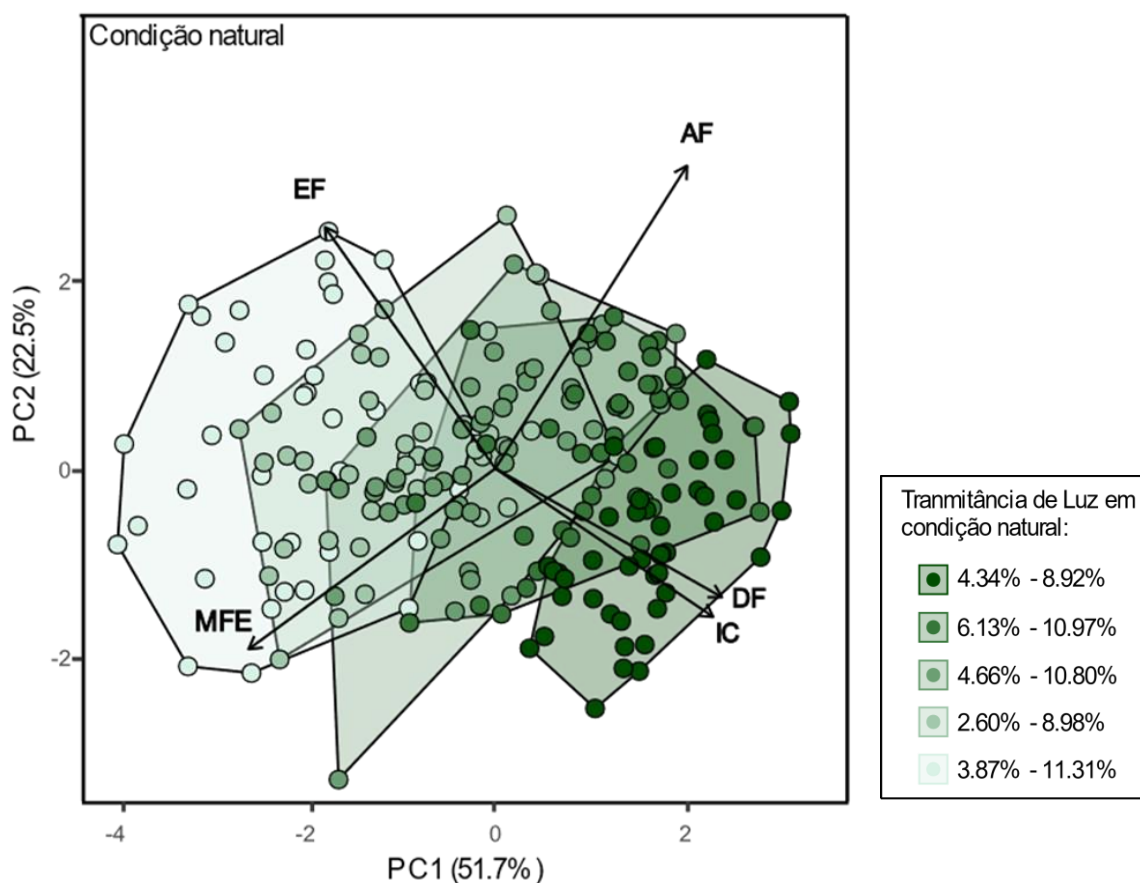 Condição natural
AF
EF
MFE
DF
IC
PC2 (22.5%)
2
0
-2
-4
-2
0
2
PC1 (51.7%)
Tranmitância de Luz em
condição natural:
4.34% - 8.92%
6.13% - 10.97%
4.66% - 10.80%
2.60% - 8.98%
3.87% - 11.31%